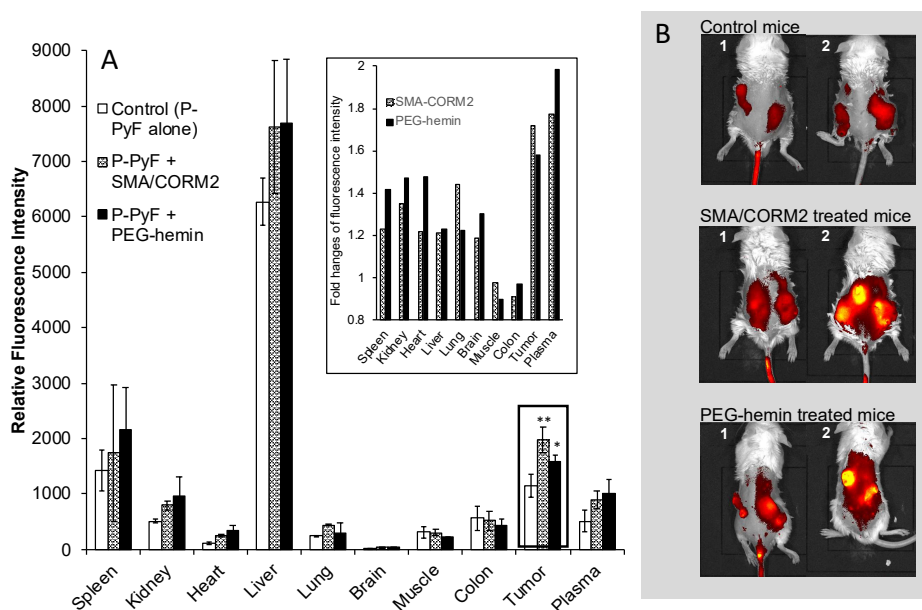 A
Relative Fluorescence Intensity
9000
8000
7000
6000
5000
4000
3000
2000
1000
0
Control (P-
PyF alone)
P-PyF +
SMA/CORM2
P-PyF +
PEG-hemin
Fold hanges of fluorescence intensity
2
1.8
1.6
1.4
1.2
1
0.8
SMA-CORM2
PEG-hemin
Spleen
Kidney
Heart
Liver
Lung
Brain
Muscle
Colon
Tumor
Plasma
**
*
Spleen
Kidney
Heart
Liver
Lung
Brain
Muscle
Colon
Tumor
Plasma
B
Control mice
1
2
SMA/CORM2 treated mice
1
2
PEG-hemin treated mice
1
2